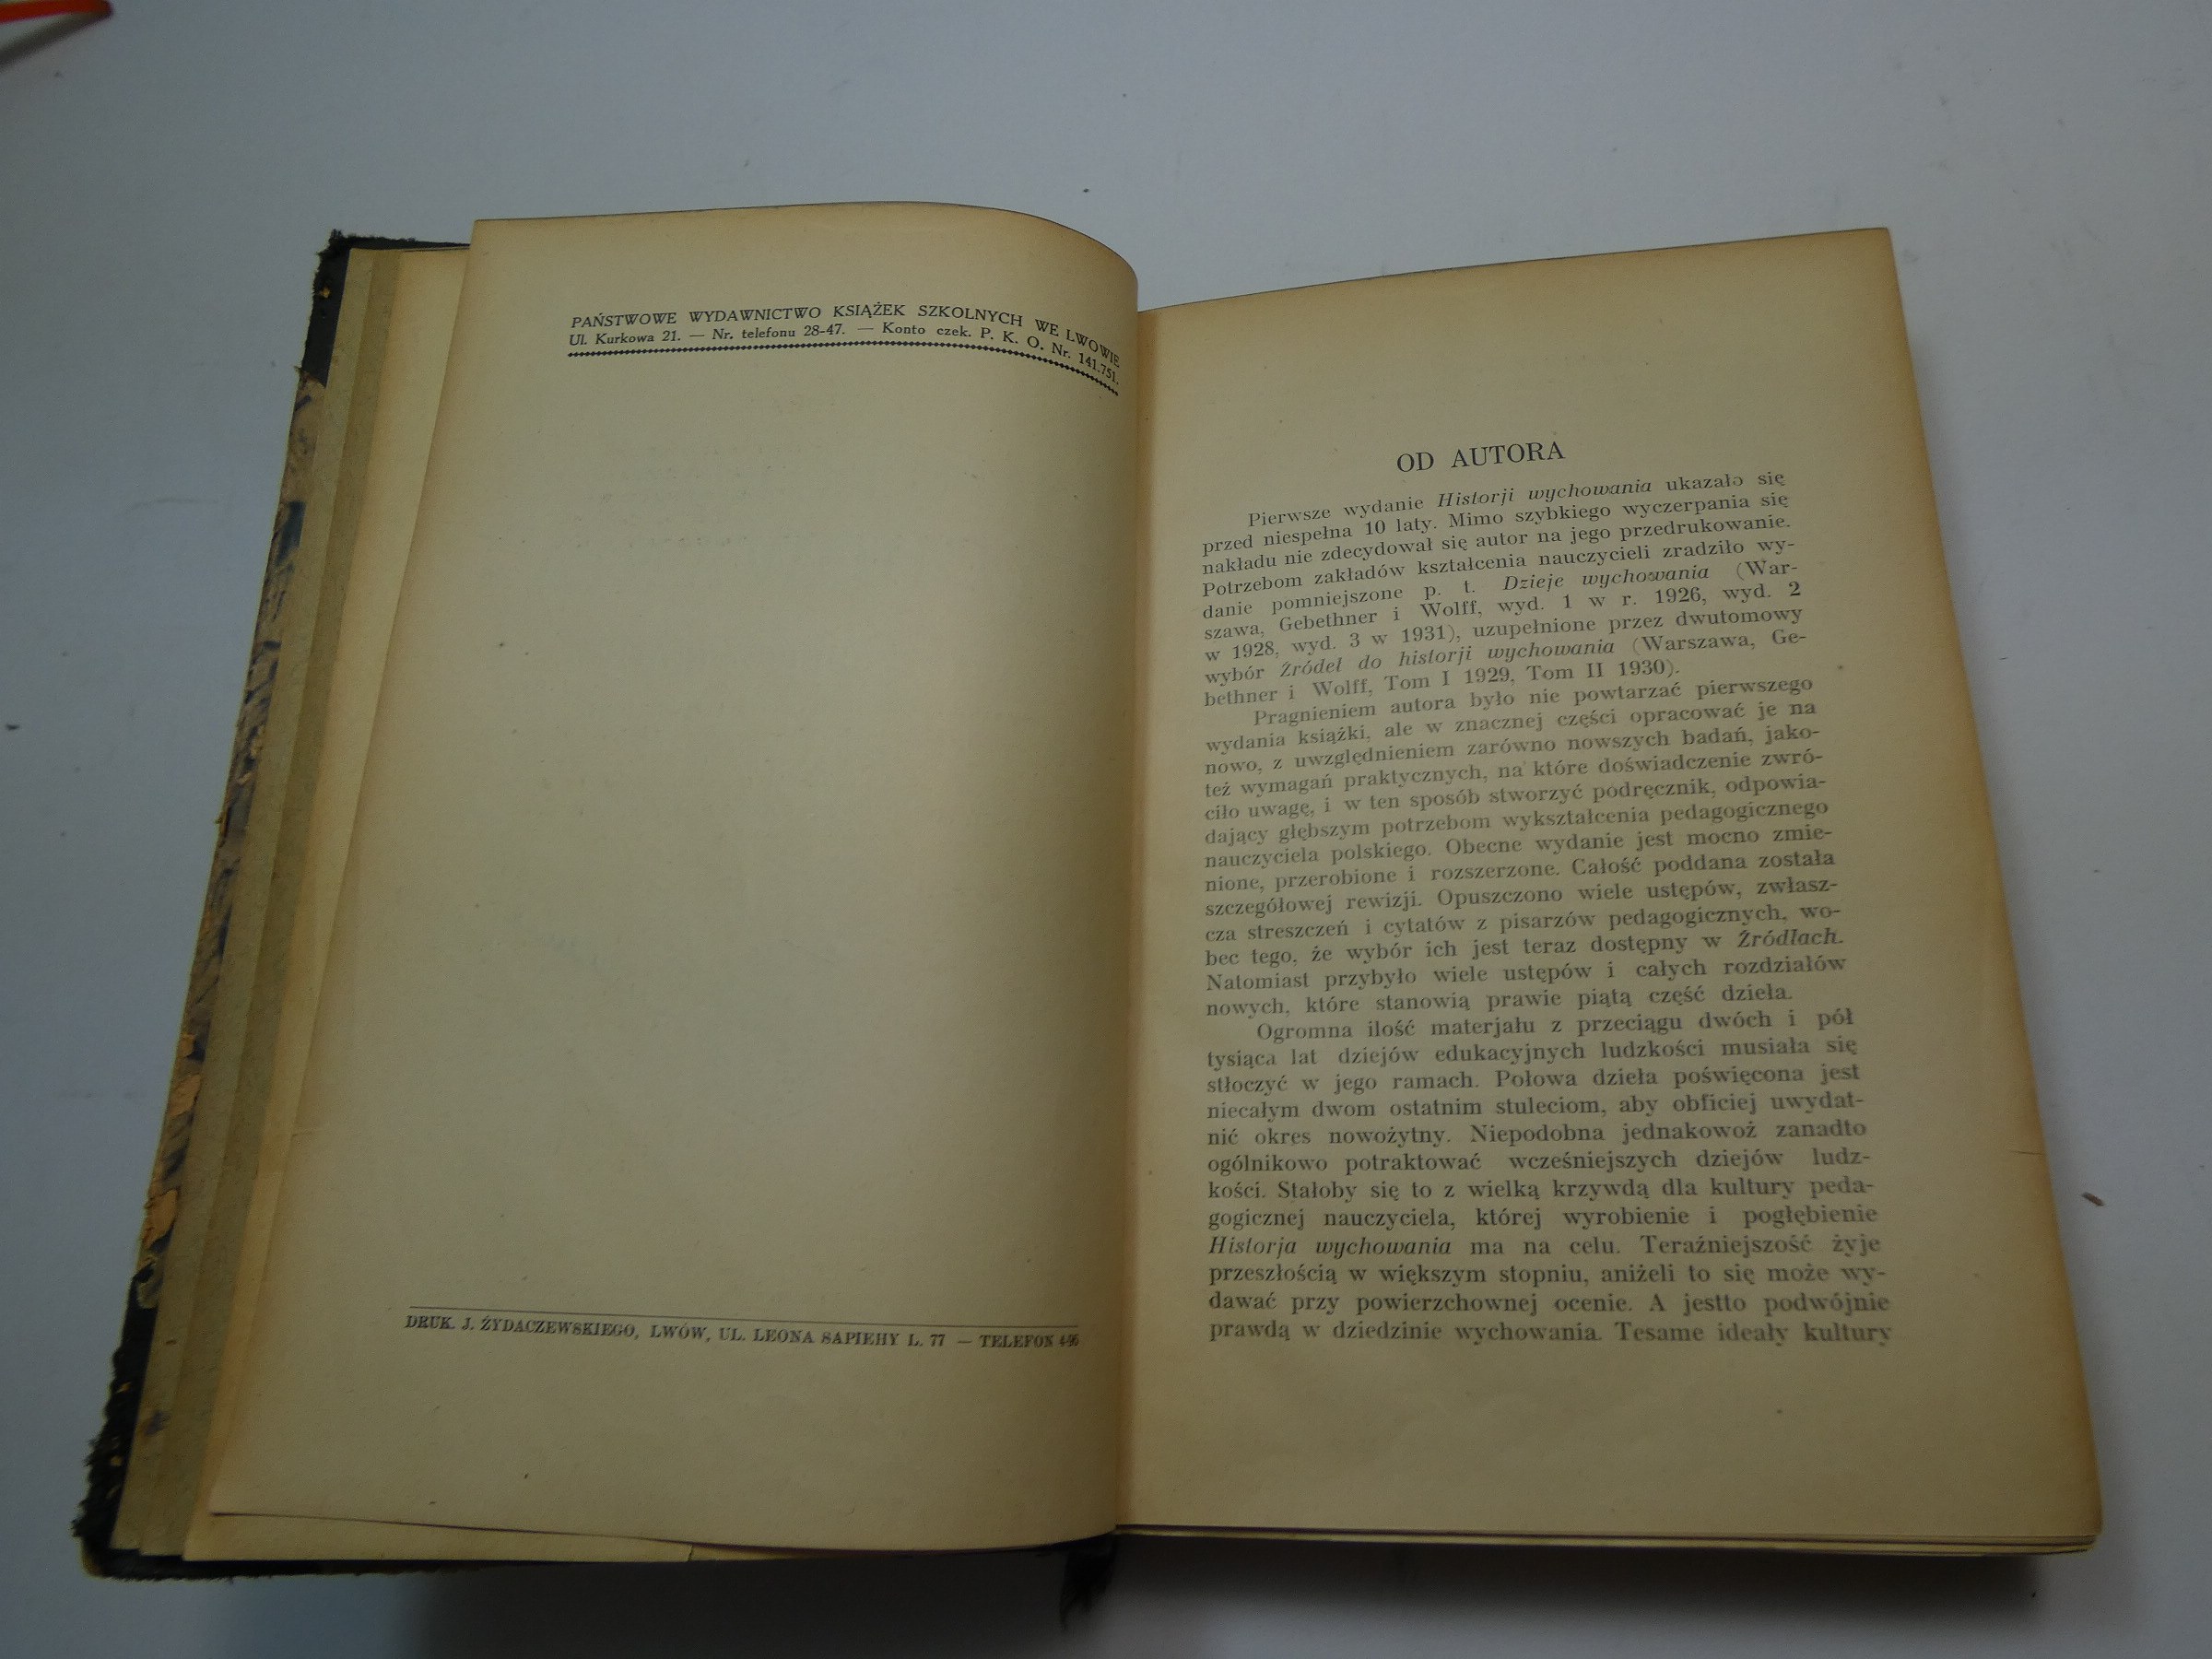 PAŃSTWOWE WYDAWNICTWO KSIĄŻEK SZKOLNYCH WE LWOWIE
Ul. Kurkowa 21. — Nr. telefonu 28-47. — Konto czek. P. K. O. Nr. 141.751.
DRUK. J. ŻYDACZEWSKIEGO, LWÓW, UL. LEONA SAPIEHY L. 77 — TELEFON 4-95
OD AUTORA
Pierwsze wydanie Historji wychowania ukazało się
przed niespełna 10 laty. Mimo szybkiego wyczerpania się
nakładu nie zdecydował się autor na jego przedrukowanie.
Potrzebom zakładów kształcenia nauczycieli zradziło wy-
danie pomniejszone p. t. Dzieje wychowania (War-
szawa, Gebethner i Wolff, wyd. 1 w r. 1926, wyd. 2
w 1928, wyd. 3 w 1931), uzupełnione przez dwutomowy
wybór Źródeł do historji wychowania (Warszawa, Ge-
bethner i Wolff, Tom I 1929, Tom II 1930).
Pragnieniem autora było nie powtarzać pierwszego
wydania książki, ale w znacznej części opracować je na
nowo, z uwzględnieniem zarówno nowszych badań, jako-
też wymagań praktycznych, na które doświadczenie zwró-
ciło uwagę, i w ten sposób stworzyć podręcznik, odpowia-
dający głębszym potrzebom wykształcenia pedagogicznego
nauczyciela polskiego. Obecne wydanie jest mocno zmie-
nione, przerobione i rozszerzone. Całość poddana została
szczegółowej rewizji. Opuszczono wiele ustępów, zwłasz-
cza streszczeń i cytatów z pisarzów pedagogicznych, wo-
bec tego, że wybór ich jest teraz dostępny w Źródłach.
Natomiast przybyło wiele ustępów i całych rozdziałów
nowych, które stanowią prawie piątą część dzieła.
Ogromna ilość materjału z przeciągu dwóch i pół
tysiąca lat dziejów edukacyjnych ludzkości musiała się
stłoczyć w jego ramach. Połowa dzieła poświęcona jest
niecałym dwom ostatnim stuleciom, aby obficiej uwydat-
nić okres nowożytny. Niepodobna jednakowoż zanadto
ogólnikowo potraktować wcześniejszych dziejów ludz-
kości. Stałoby się to z wielką krzywdą dla kultury peda-
gogicznej nauczyciela, której wyrobienie i pogłębienie
Historja wychowania ma na celu. Teraźniejszość żyje
przeszłością w większym stopniu, aniżeli to się może wy-
dawać przy powierzchownej ocenie. A jestto podwójnie
prawdą w dziedzinie wychowania. Tesame ideały kultury